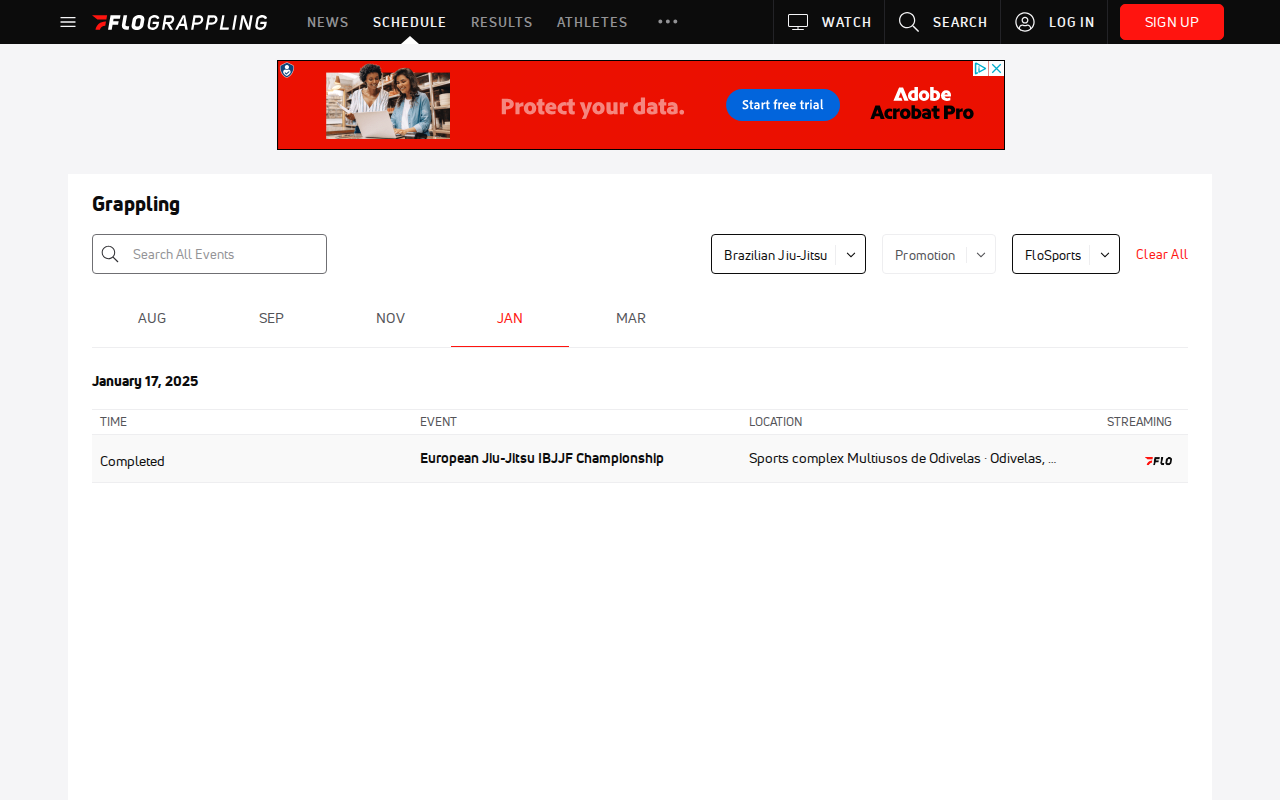 FLOGRAPPLING NEWS SCHEDULE RESULTS ATHLETES WATCH SEARCH LOG IN SIGN UP
Protect your data. Start free trial Adobe
Acrobat Pro
Grappling
Search All Events Brazilian Jiu-Jitsu Promotion FloSports Clear All
AUG SEP NOV JAN MAR
January 17, 2025
TIME EVENT LOCATION STREAMING
Completed European Jiu-Jitsu IBJJF Championship Sports complex Multiusos de Odivelas · Odivelas, ... FLO